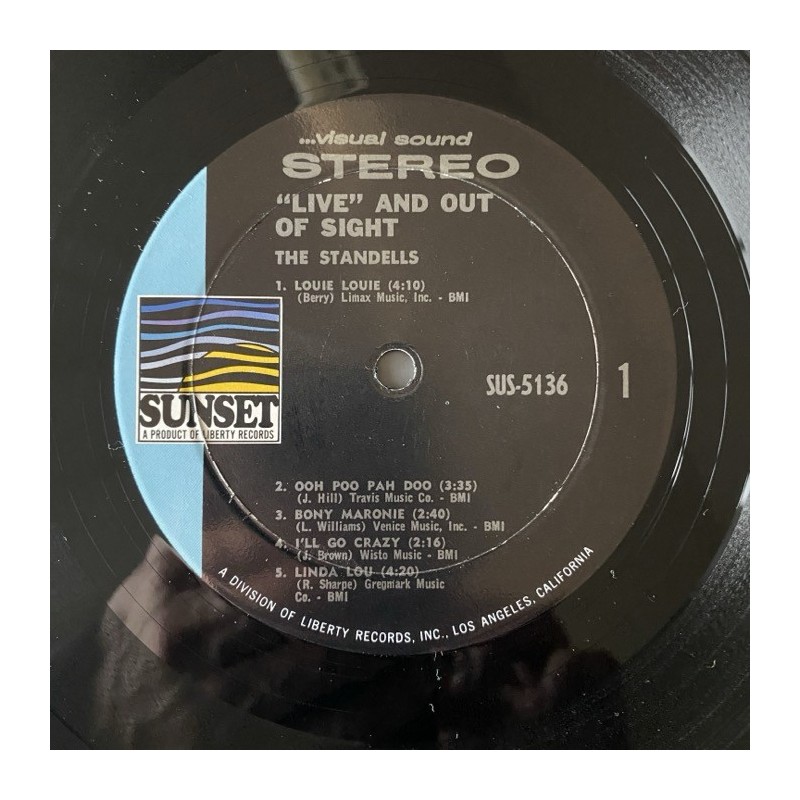 ...visual sound
STEREO
"LIVE" AND OUT
OF SIGHT
THE STANDELLS
1. LOUIE LOUIE (4:10)
(Berry) Limax Music, Inc. - BMI
SUNSET
A PRODUCT OF LIBERTY RECORDS
SUS-5136
1
2. OOH POO PAH DOO (3:35)
(J. Hill) Travis Music Co. - BMI
3. BONY MARONIE (2:40)
(L. Williams) Venice Music, Inc. - BMI
4. I'LL GO CRAZY (2:16)
(J. Brown) Wisto Music - BMI
5. LINDA LOU (4:20)
(R. Sharpe) Gregmark Music
Co. - BMI
A DIVISION OF LIBERTY RECORDS, INC., LOS ANGELES, CALIFORNIA